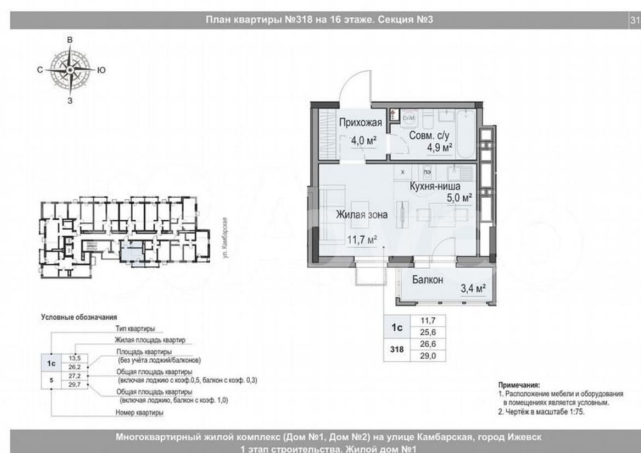 План квартиры №318 на 16 этаже. Секция №3
31
В
С
Ю
З
Прихожая
4,0 м²
Совм. с/у
4,9 м²
Кухня-ниша
5,0 м²
Жилая зона
11,7 м²
Балкон
3,4 м²
ул. Камбарская
1с
318
11,7
25,6
26,6
29,0
Условные обозначения
Тип квартиры
Жилая площадь квартир
Площадь квартиры
(без учёта лоджий/балконов)
Общая площадь квартиры
(включая лоджию с коэф.0,5, балкон с коэф. 0,3)
Общая площадь квартиры
(включая лоджию, балкон с коэф. 1,0)
Номер квартиры
1с
5
13,5
26,2
27,2
29,7
Примечания:
1. Расположение мебели и оборудования
в помещениях является условным.
2. Чертёж в масштабе 1:75.
Многоквартирный жилой комплекс (Дом №1, Дом №2) на улице Камбарская, город Ижевск
1 этап строительства. Жилой дом №1